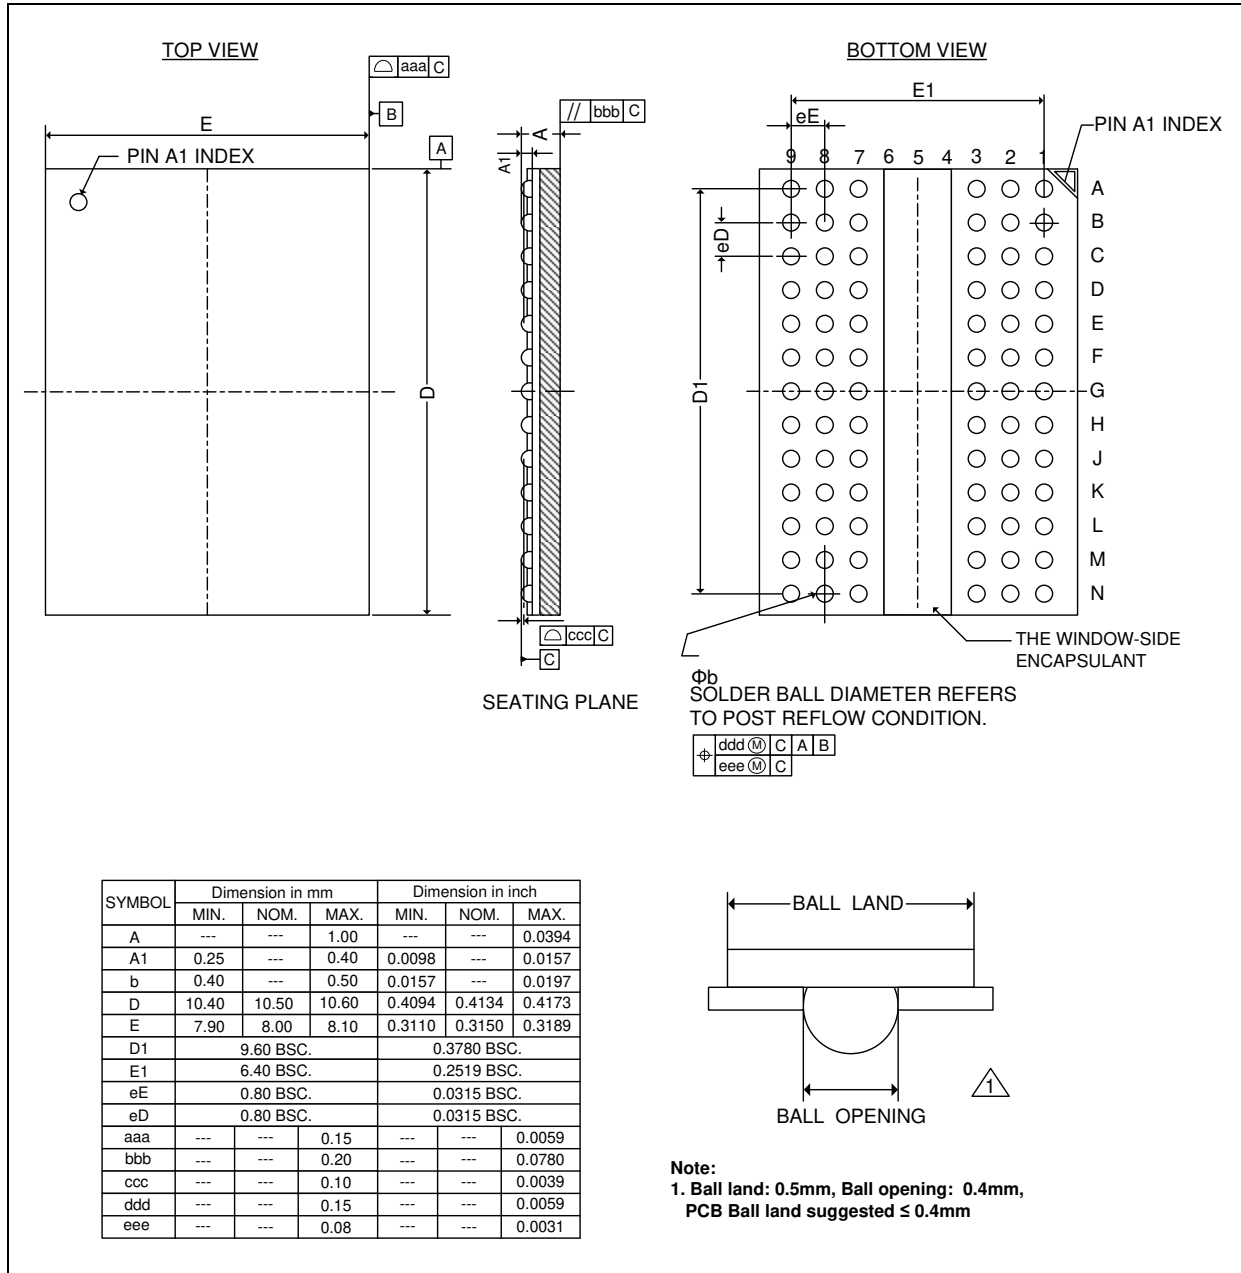 TOP VIEW
aaa C
B
E
PIN A1 INDEX
A
D
// bbb C
A
A1
ccc C
C
SEATING PLANE
BOTTOM VIEW
E1
eE
PIN A1 INDEX
9 8 7 6 5 4 3 2 1
A
B
C
D
E
F
G
H
J
K
L
M
N
eD
D1
THE WINDOW-SIDE
ENCAPSULANT
Φb
SOLDER BALL DIAMETER REFERS
TO POST REFLOW CONDITION.
ddd Ⓜ C A B
eee Ⓜ C
SYMBOL Dimension in mm Dimension in inch
MIN. NOM. MAX. MIN. NOM. MAX.
A --- --- 1.00 --- --- 0.0394
A1 0.25 --- 0.40 0.0098 --- 0.0157
b 0.40 --- 0.50 0.0157 --- 0.0197
D 10.40 10.50 10.60 0.4094 0.4134 0.4173
E 7.90 8.00 8.10 0.3110 0.3150 0.3189
D1 9.60 BSC. 0.3780 BSC.
E1 6.40 BSC. 0.2519 BSC.
eE 0.80 BSC. 0.0315 BSC.
eD 0.80 BSC. 0.0315 BSC.
aaa --- --- 0.15 --- --- 0.0059
bbb --- --- 0.20 --- --- 0.0780
ccc --- --- 0.10 --- --- 0.0039
ddd --- --- 0.15 --- --- 0.0059
eee --- --- 0.08 --- --- 0.0031
BALL LAND
1
BALL OPENING
Note:
1. Ball land: 0.5mm, Ball opening: 0.4mm,
PCB Ball land suggested ≤ 0.4mm